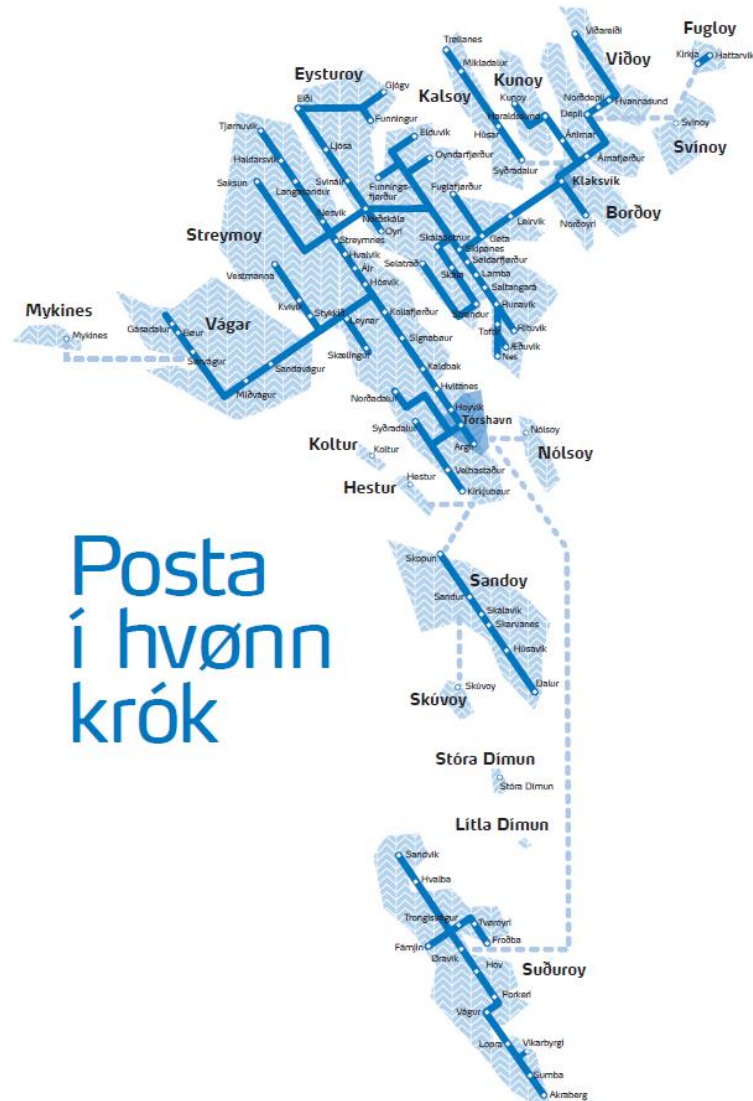 Fugloy
Kirkja
Hattarvík
Viðareiði
Viðoy
Trøllanes
Mikladalur
Kunoy
Kunoy
Kalsoy
Eysturoy
Gjógv
Eiði
Funningur
Norðdepil
Hvannasund
Depil
Haraldssund
Svínoy
Svínoy
Tjørnuvík
Elduvík
Húsar
Ánirnar
Ljósá
Oyndarfjørður
Árnafjørður
Haldarsvík
Syðradalur
Saksun
Langasandur
Svináir
Funnings-
fjørður
Fuglafjørður
Klaksvík
Borðoy
Nesvík
Norðskála
Leirvík
Norðoyri
Oyri
Streymoy
Streymnes
Skálabotnur
Gøta
Hvalvík
Skipanes
Søldarfjørður
Vestmanna
Selatrað
Áir
Skála
Lamba
Hósvík
Saltangará
Mykines
Kvívík
Stykkið
Strendur
Runavík
Vágar
Leynar
Kollafjørður
Mykines
Gásadalur
Bøur
Toftir
Rituvík
Signabøur
Æðuvík
Sørvágur
Skælingur
Nes
Sandavágur
Kaldbak
Miðvágur
Hvítanes
Norðadalur
Hoyvík
Tórshavn
Syðradalur
Nólsoy
Argir
Koltur
Koltur
Nólsoy
Velbastaður
Hestur
Hestur
Kirkjubøur
Posta
í hvønn
krók
Skopun
Sandoy
Sandur
Skálavík
Skarvanes
Húsavík
Skúvoy
Dalur
Skúvoy
Stóra Dímun
Stóra Dímun
Lítla Dímun
Sandvík
Hvalba
Trongisvágur
Tvøroyri
Fámjin
Froðba
Øravík
Hov
Suðuroy
Porkeri
Vágur
Lopra
Víkarbyrgi
Sumba
Akraberg